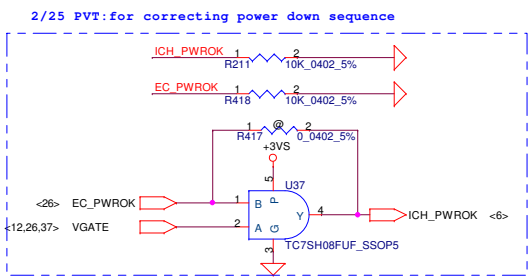 2/25 PVT:for correcting power down sequence
ICH_PWROK 1 2
R211 10K_0402_5%
EC_PWROK 1 2
R418 10K_0402_5%
1 @ 2
R417 0_0402_5%
+3VS
5 U37
<26> EC_PWROK 1 B P
Y 4 ICH_PWROK <6>
<12,26,37> VGATE 2 A G
3 TC7SH08FUF_SSOP5